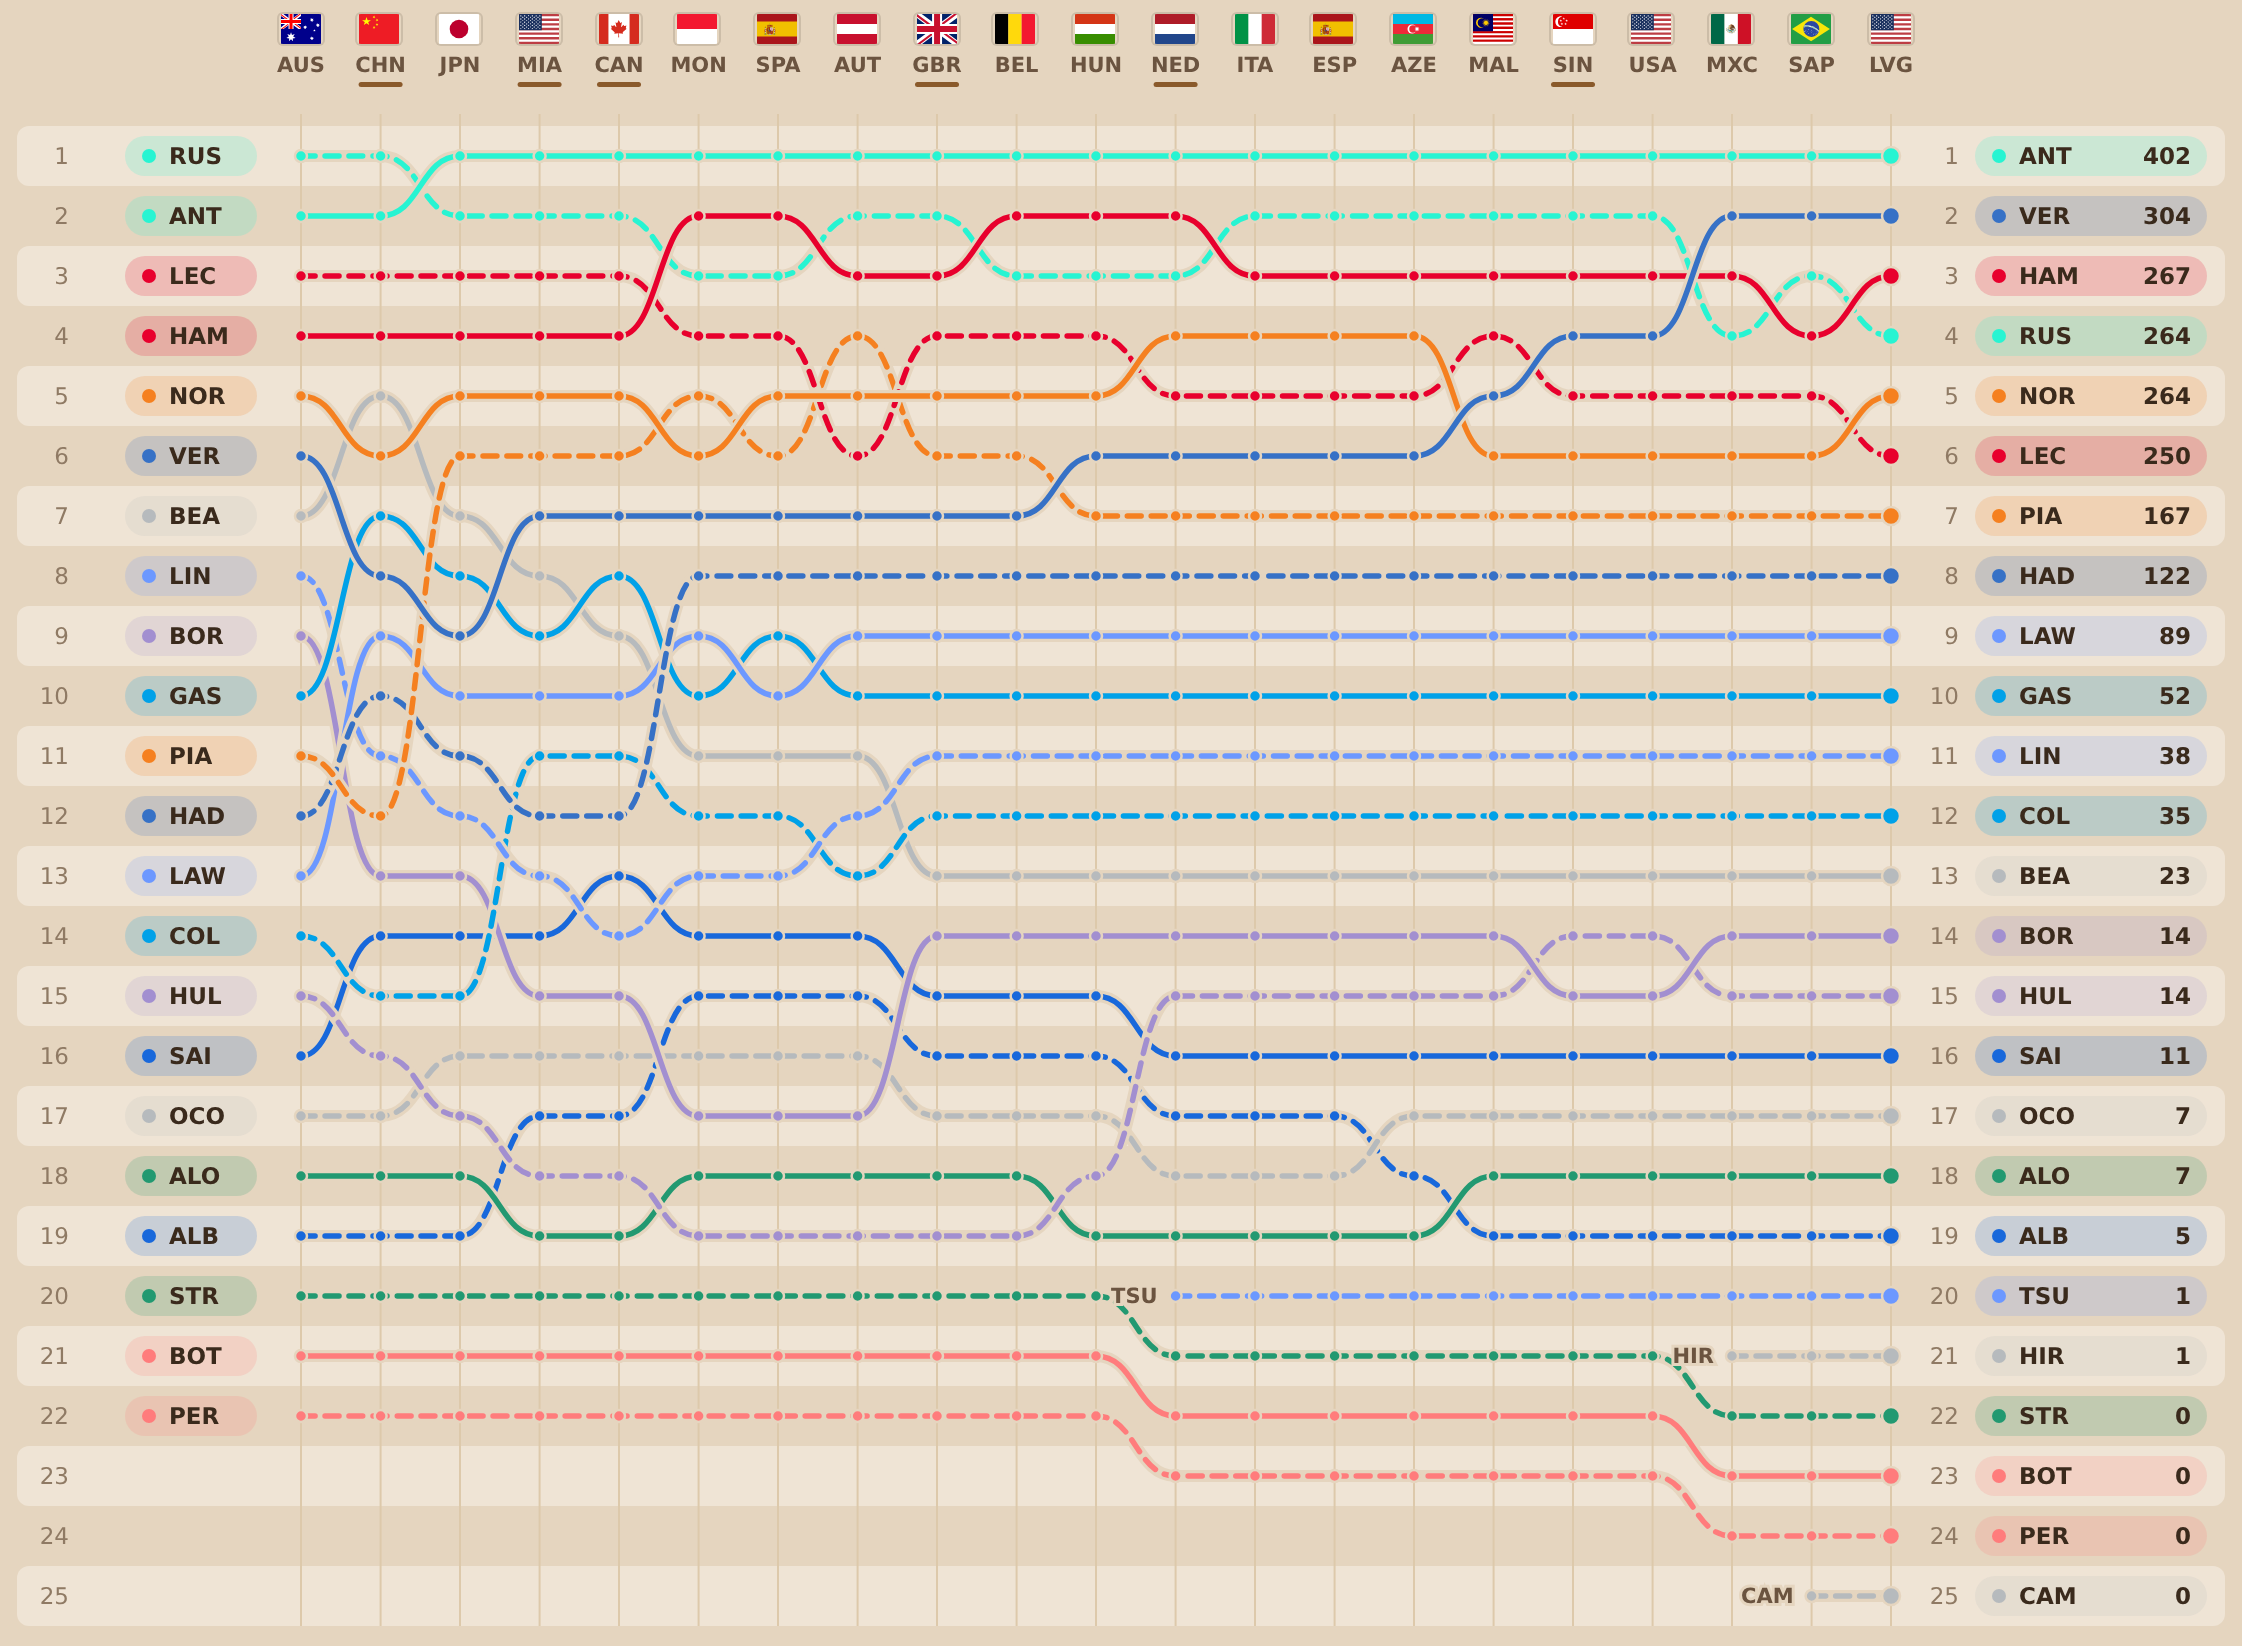 AUS CHN JPN MIA CAN MON SPA AUT GBR BEL HUN NED ITA ESP AZE MAL SIN USA MXC SAP LVG
1 RUS 1 ANT 402
2 ANT 2 VER 304
3 LEC 3 HAM 267
4 HAM 4 RUS 264
5 NOR 5 NOR 264
6 VER 6 LEC 250
7 BEA 7 PIA 167
8 LIN 8 HAD 122
9 BOR 9 LAW 89
10 GAS 10 GAS 52
11 PIA 11 LIN 38
12 HAD 12 COL 35
13 LAW 13 BEA 23
14 COL 14 BOR 14
15 HUL 15 HUL 14
16 SAI 16 SAI 11
17 OCO 17 OCO 7
18 ALO 18 ALO 7
19 ALB 19 ALB 5
20 STR TSU 20 TSU 1
21 BOT HIR 21 HIR 1
22 PER 22 STR 0
23 23 BOT 0
24 24 PER 0
25 CAM 25 CAM 0